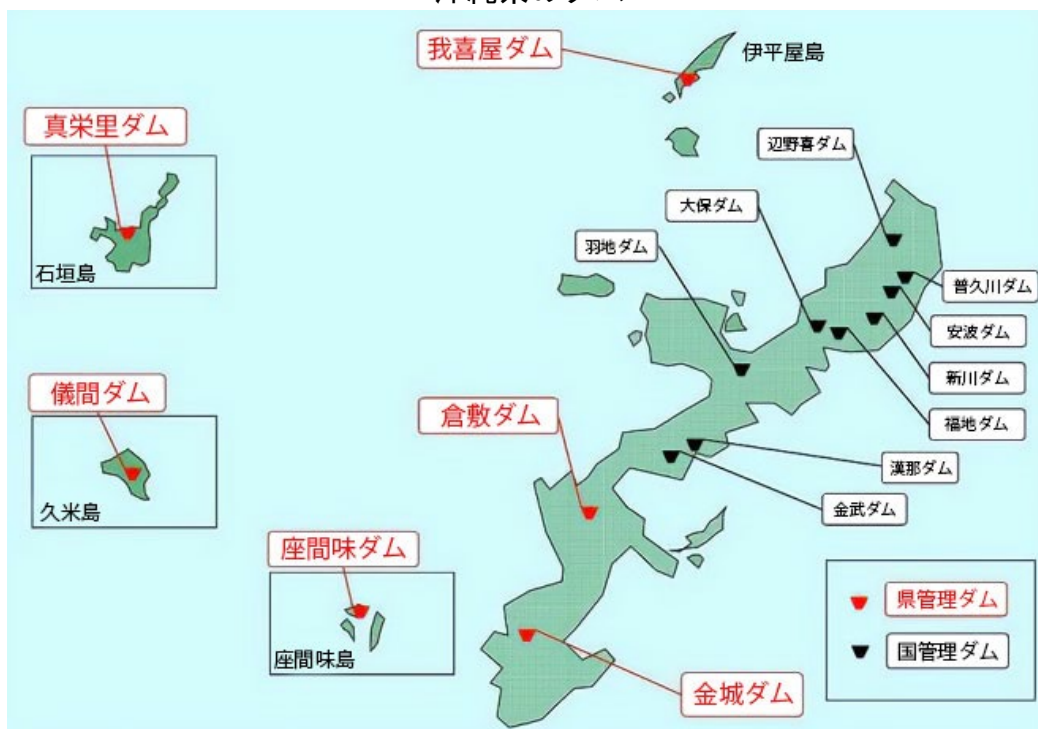 我喜屋ダム
伊平屋島
真栄里ダム
石垣島
辺野喜ダム
大保ダム
羽地ダム
普久川ダム
安波ダム
新川ダム
福地ダム
儀間ダム
久米島
倉敷ダム
漢那ダム
金武ダム
座間味ダム
座間味島
金城ダム
県管理ダム
国管理ダム